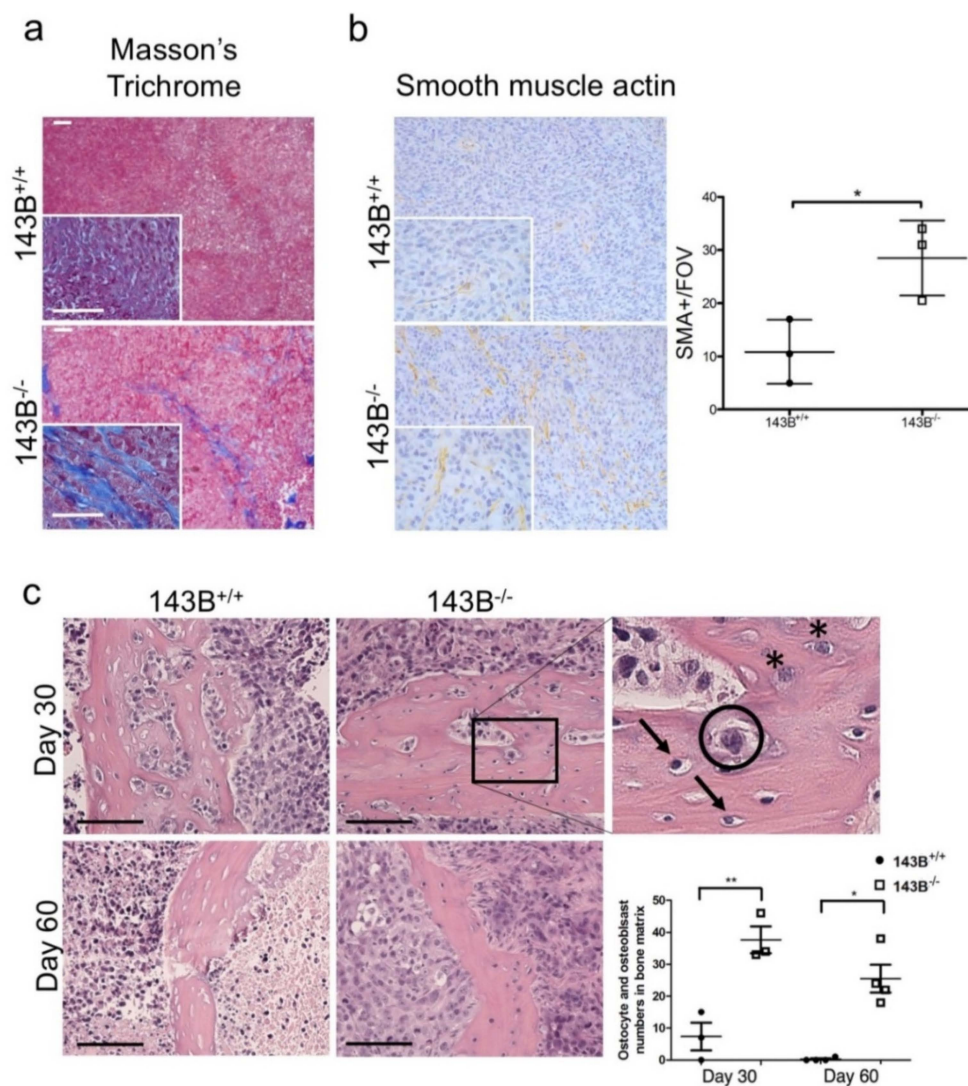 a
Masson's
Trichrome
143B+/+
143B-/-
b
Smooth muscle actin
143B+/+
143B-/-
*
40
30
20
10
0
SMA+/FOV
143B+/+
143B-/-
c
143B+/+
143B-/-
Day 30
Day 60
*
*
143B+/+
143B-/-
**
*
50
40
30
20
10
0
Ostocyte and osteoblsast
numbers in bone matrix
Day 30
Day 60